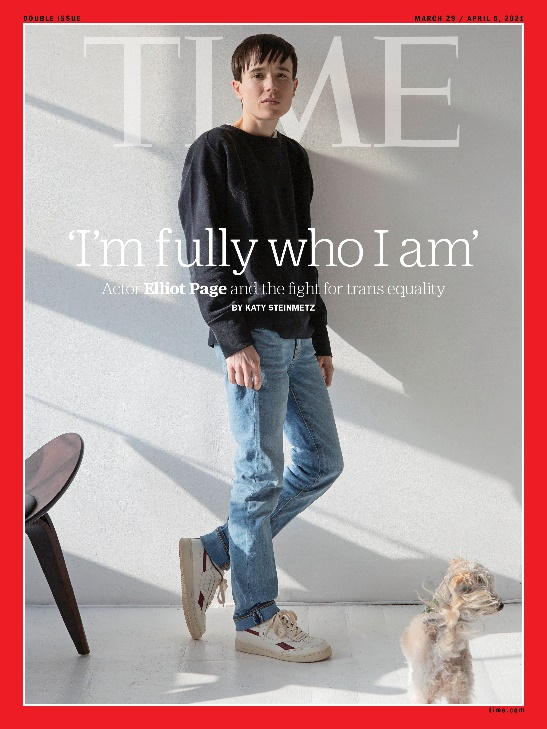 DOUBLE ISSUE
MARCH 29 / APRIL 5, 2021
TIME
‘I’m fully who I am’
Actor Elliot Page and the fight for trans equality
BY KATY STEINMETZ
time.com